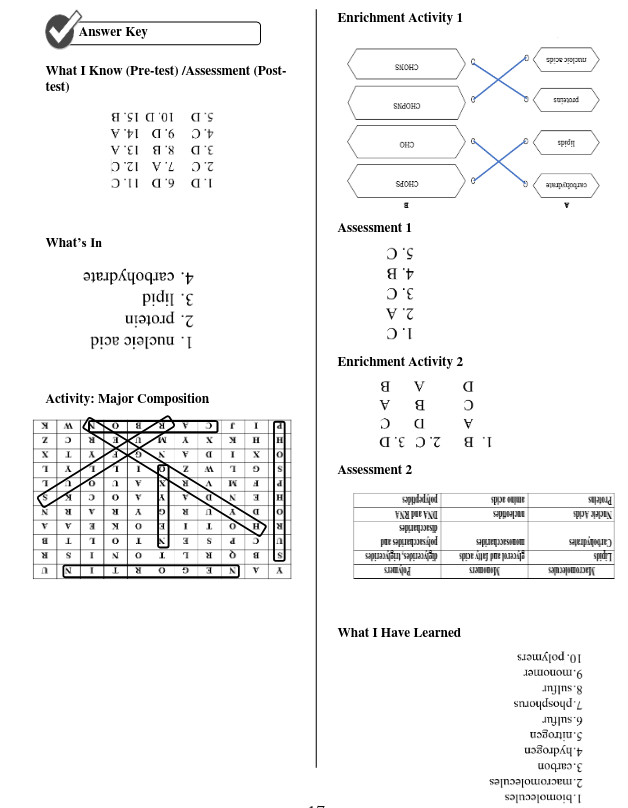 Answer Key
What I Know (Pre-test) /Assessment (Post-
test)
1. D 6. D 11. C
2. C 7. A 12. C
3. D 8. B 13. A
4. C 9. D 14. A
5. D 10. D 15. B
What's In
1. nucleic acid
2. protein
3. lipid
4. carbohydrate
Activity: Major Composition
Y A N E G O R T I N U
S B Q R L T O N I S R
U C P S E N T O L T B
R H O T I E O K E A A
O D Y U R G Y R A R N
H E N D A Y A O C K S
P F M V R X A U O U L
S G L W Z O I L L Y L
O X I D A N G F Y T X
H H K X Y M U E R C Z
P I J C A R B O N W K
Enrichment Activity 1
A B
carbohydrate CHOPS
lipids CHO
proteins CHOPNS
nucleic acids CHONS
Assessment 1
1. C
2. A
3. C
4. B
5. C
Enrichment Activity 2
1. B 2. C 3. D
A D C
C B A
D A B
Assessment 2
Macromolecules Monomers Polymers
Lipids glycerol and fatty acids diglycerides, triglycerides
Carbohydrates monosaccharides polysaccharides and
disaccharides
Nucleic Acids nucleotides DNA and RNA
Proteins amino acids polypeptides
What I Have Learned
1. biomolecules
2. macromolecules
3. carbon
4. hydrogen
5. nitrogen
6. sulfur
7. phosphorus
8. sulfur
9. monomer
10. polymers